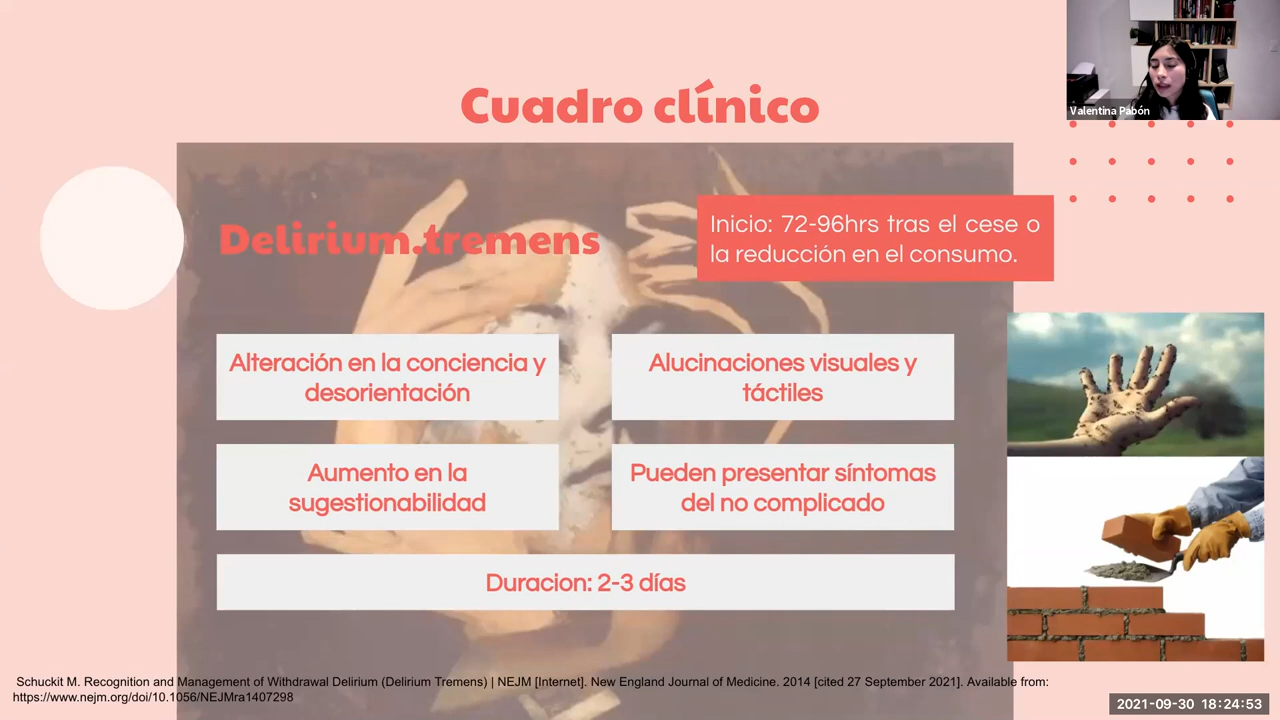 Valentina Pabón
Cuadro clínico
Delirium.tremens
Inicio: 72-96hrs tras el cese o
la reducción en el consumo.
Alteración en la conciencia y
desorientación
Alucinaciones visuales y
táctiles
Aumento en la
sugestionabilidad
Pueden presentar síntomas
del no complicado
Duracion: 2-3 días
Schuckit M. Recognition and Management of Withdrawal Delirium (Delirium Tremens) | NEJM [Internet]. New England Journal of Medicine. 2014 [cited 27 September 2021]. Available from:
https://www.nejm.org/doi/10.1056/NEJMra1407298
2021-09-30 18:24:53